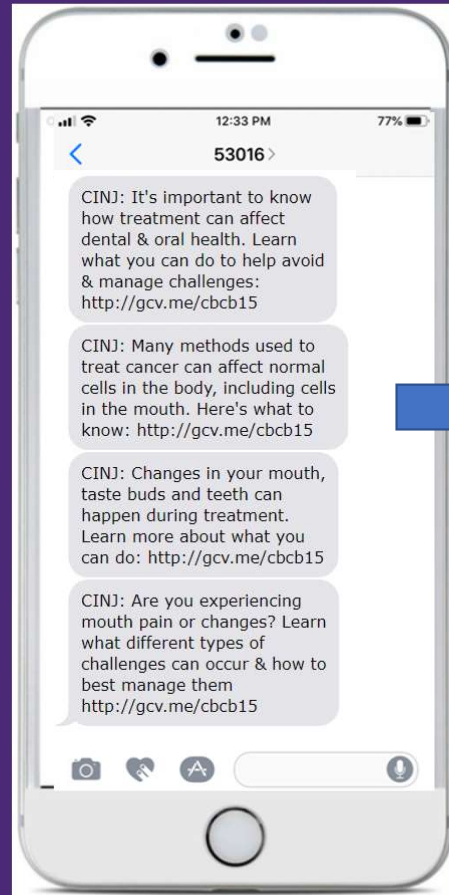 12:33 PM
77%
53016 >
CINJ: It's important to know
how treatment can affect
dental & oral health. Learn
what you can do to help avoid
& manage challenges:
http://gcv.me/cbcb15
CINJ: Many methods used to
treat cancer can affect normal
cells in the body, including cells
in the mouth. Here's what to
know: http://gcv.me/cbcb15
CINJ: Changes in your mouth,
taste buds and teeth can
happen during treatment.
Learn more about what you
can do: http://gcv.me/cbcb15
CINJ: Are you experiencing
mouth pain or changes? Learn
what different types of
challenges can occur & how to
best manage them
http://gcv.me/cbcb15